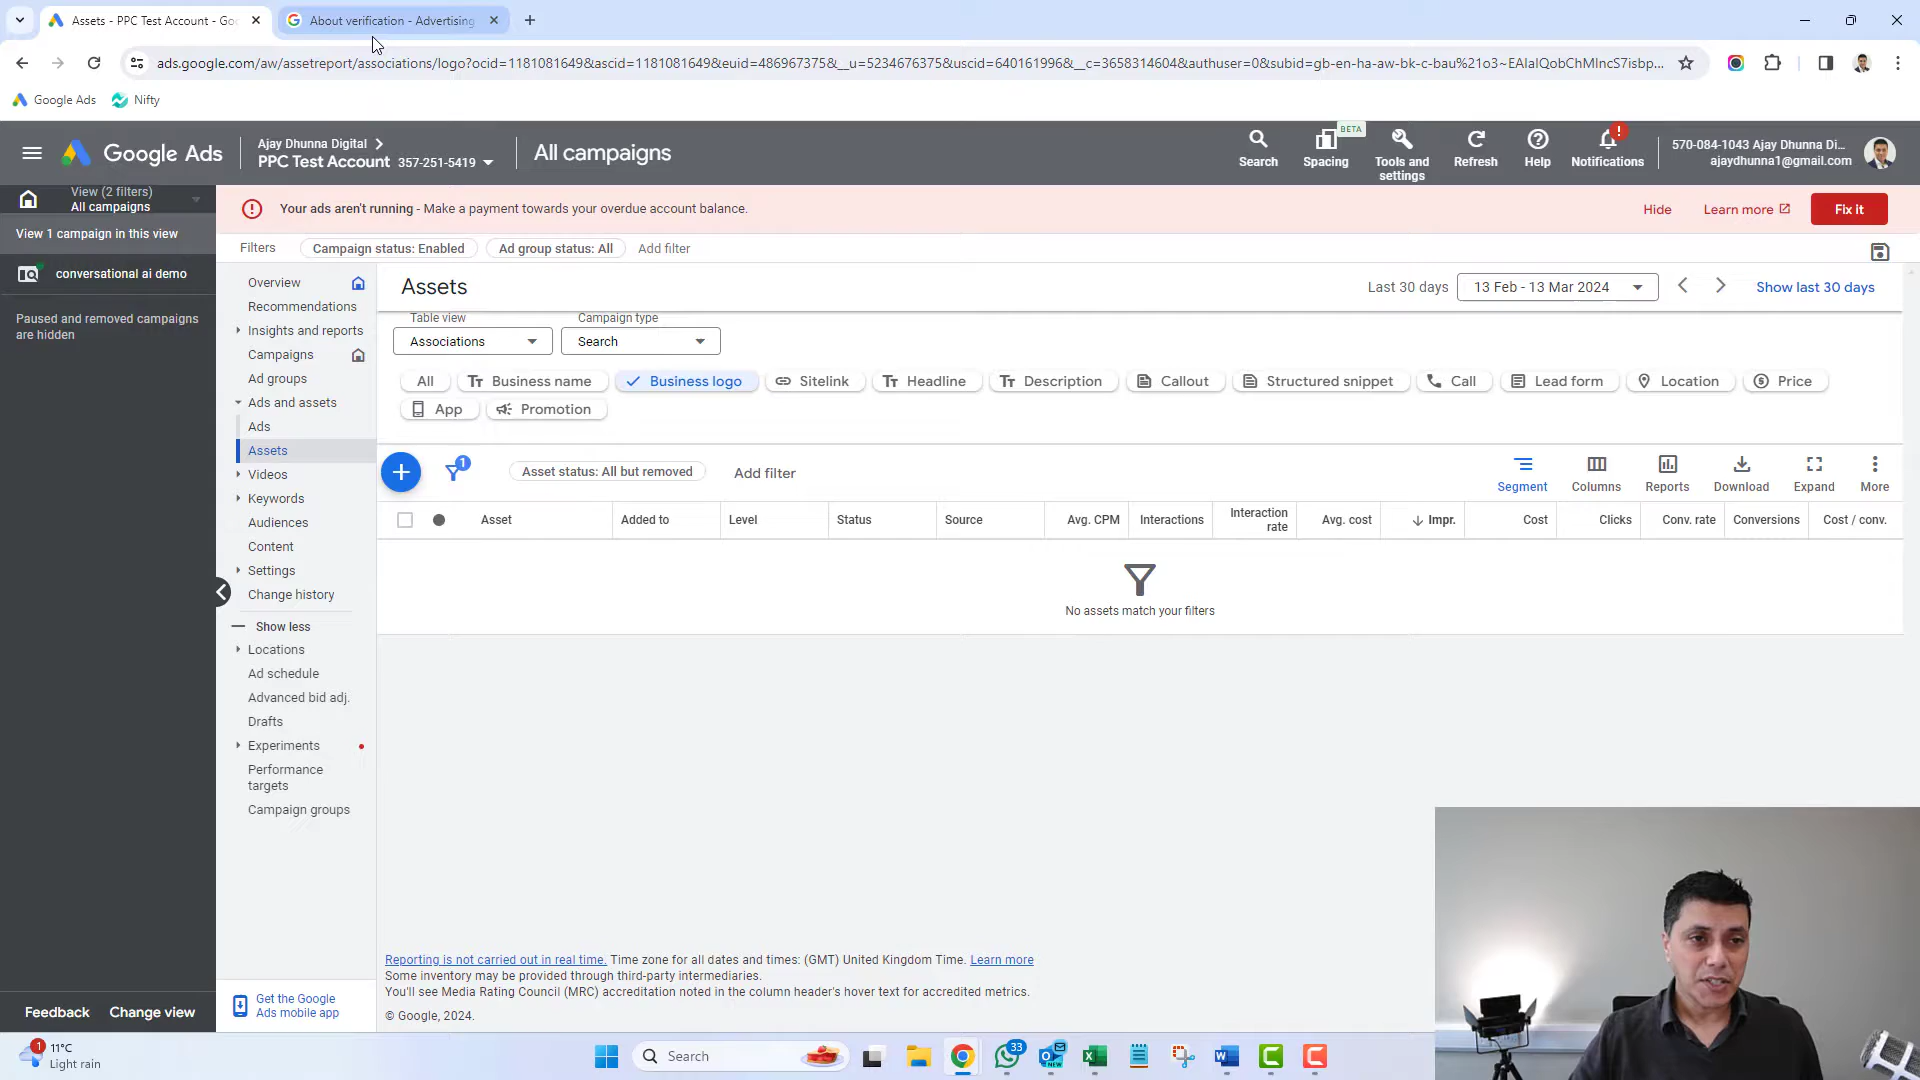 Assets - PPC Test Account - Goo
About verification - Advertising
ads.google.com/aw/assetreport/associations/logo?ocid=1181081649&ascid=1181081649&euid=486967375&__u=5234676375&uscid=640161996&__c=3658314604&authuser=0&subid=gb-en-ha-aw-bk-c-bau%21o3~EAIaIQobChMIncS7isbp...
Google Ads
Nifty
Google Ads
Ajay Dhunna Digital
PPC Test Account 357-251-5419
All campaigns
Search
BETA
Spacing
Tools and settings
Refresh
Help
!
Notifications
570-084-1043 Ajay Dhunna Di...
ajaydhunna1@gmail.com
View (2 filters)
All campaigns
Your ads aren't running - Make a payment towards your overdue account balance.
Hide
Learn more
Fix it
View 1 campaign in this view
Filters
Campaign status: Enabled
Ad group status: All
Add filter
conversational ai demo
Paused and removed campaigns
are hidden
Overview
Recommendations
Insights and reports
Campaigns
Ad groups
Ads and assets
Ads
Assets
Videos
Keywords
Audiences
Content
Settings
Change history
Show less
Locations
Ad schedule
Advanced bid adj.
Drafts
Experiments
Performance
targets
Campaign groups
Get the Google
Ads mobile app
Feedback
Change view
Assets
Last 30 days
13 Feb - 13 Mar 2024
Show last 30 days
Table view
Associations
Campaign type
Search
All
Business name
Business logo
Sitelink
Headline
Description
Callout
Structured snippet
Call
Lead form
Location
Price
App
Promotion
1
Asset status: All but removed
Add filter
Segment
Columns
Reports
Download
Expand
More
Asset
Added to
Level
Status
Source
Avg. CPM
Interactions
Interaction
rate
Avg. cost
Impr.
Cost
Clicks
Conv. rate
Conversions
Cost / conv.
No assets match your filters
Reporting is not carried out in real time. Time zone for all dates and times: (GMT) United Kingdom Time. Learn more
Some inventory may be provided through third-party intermediaries.
You'll see Media Rating Council (MRC) accreditation noted in the column header's hover text for accredited metrics.
© Google, 2024.
1
11°C
Light rain
Search
33
NEW